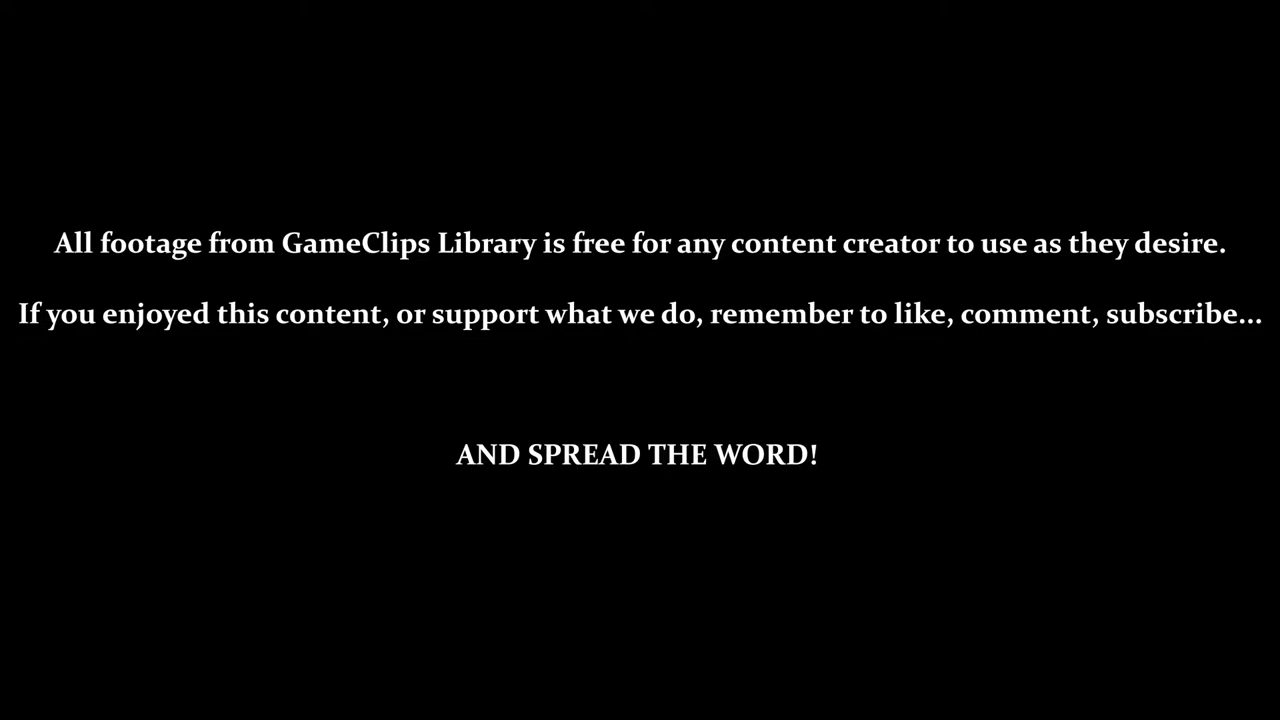 All footage from GameClips Library is free for any content creator to use as they desire.
If you enjoyed this content, or support what we do, remember to like, comment, subscribe...
AND SPREAD THE WORD!